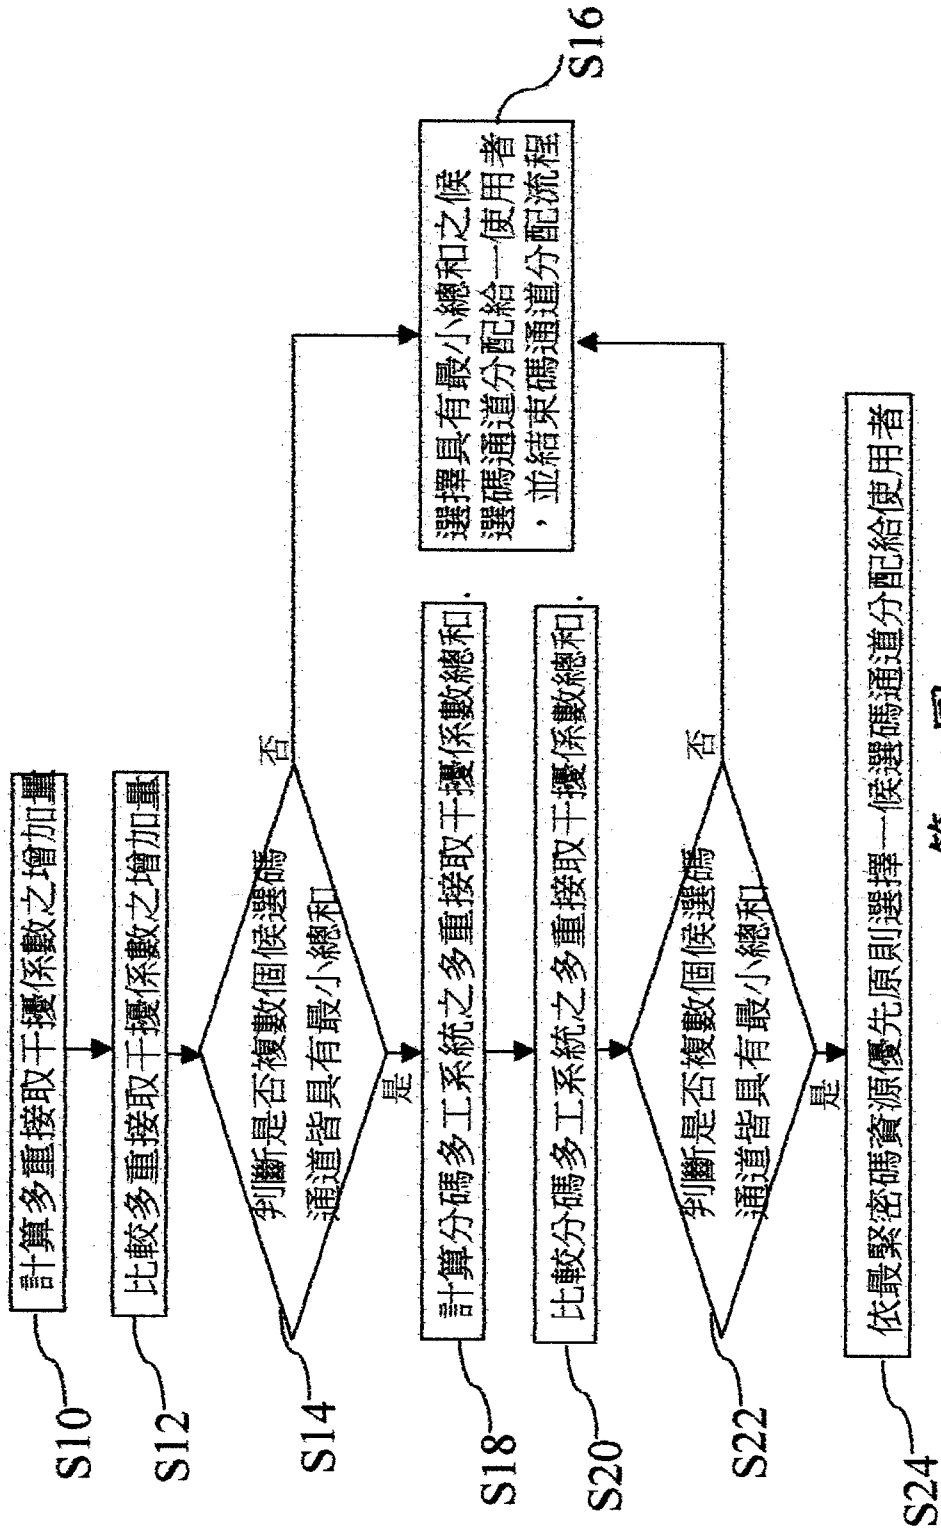 計算多重接取干擾係數之增加量
S10
比較多重接取干擾係數之增加量
S12
判斷是否複數個候選碼
通道皆具有最小總和
S14
否
是
選擇具有最小總和之候
選碼通道分配給一使用者
，並結束碼通道分配流程
S16
計算分碼多工系統之多重接取干擾係數總和
S18
比較分碼多工系統之多重接取干擾係數總和
S20
判斷是否複數個候選碼
通道皆具有最小總和
S22
否
是
依最緊密碼資源優先原則選擇一候選碼通道分配給使用者
S24